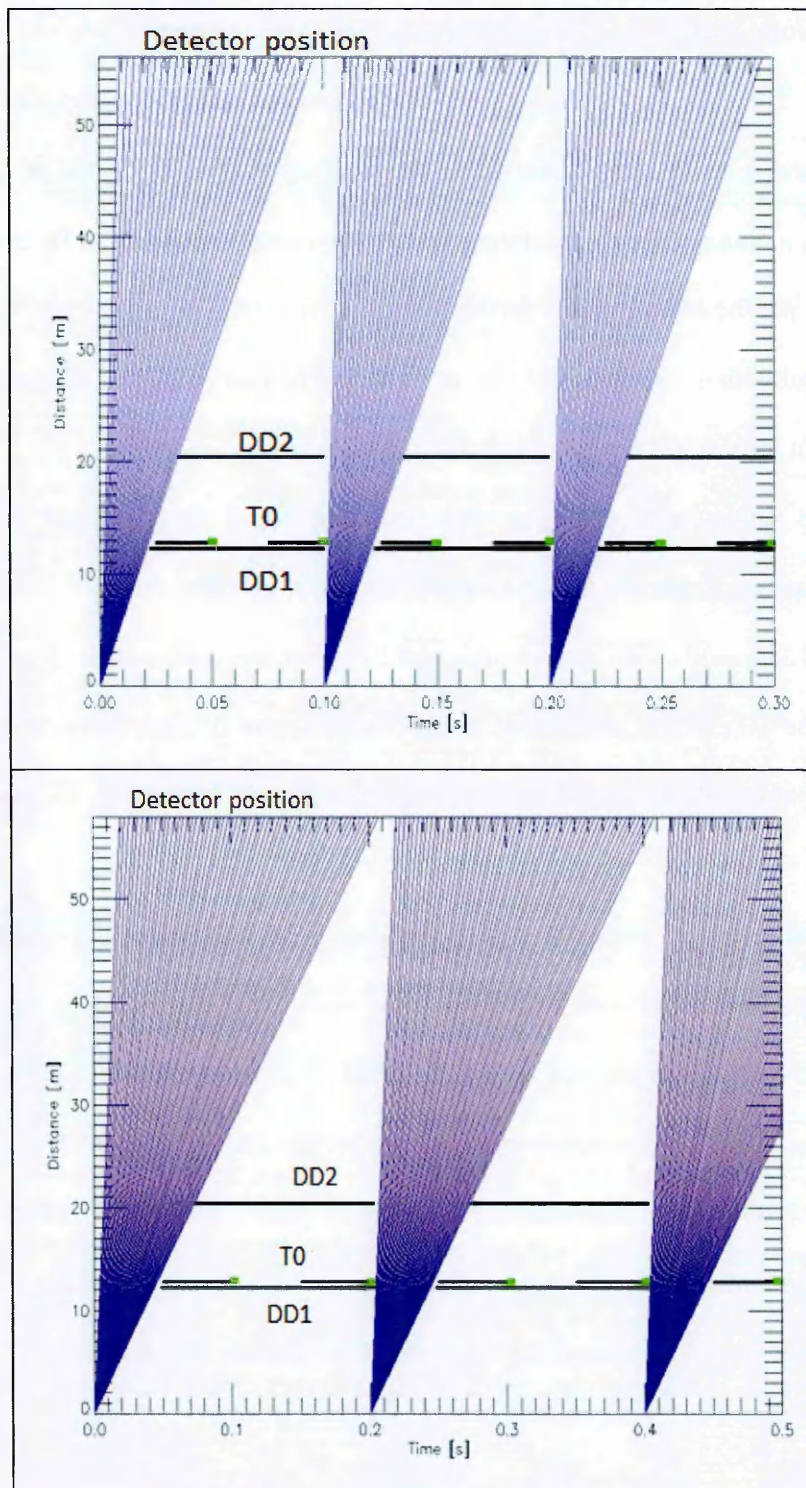 Detector position
50
40
Distance [m]
30
DD2
20
T0
10
DD1
0
0.00 0.05 0.10 0.15 0.20 0.25 0.30
Time [s]
Detector position
50
40
Distance [m]
30
DD2
20
T0
10
DD1
0
0.0 0.1 0.2 0.3 0.4 0.5
Time [s]